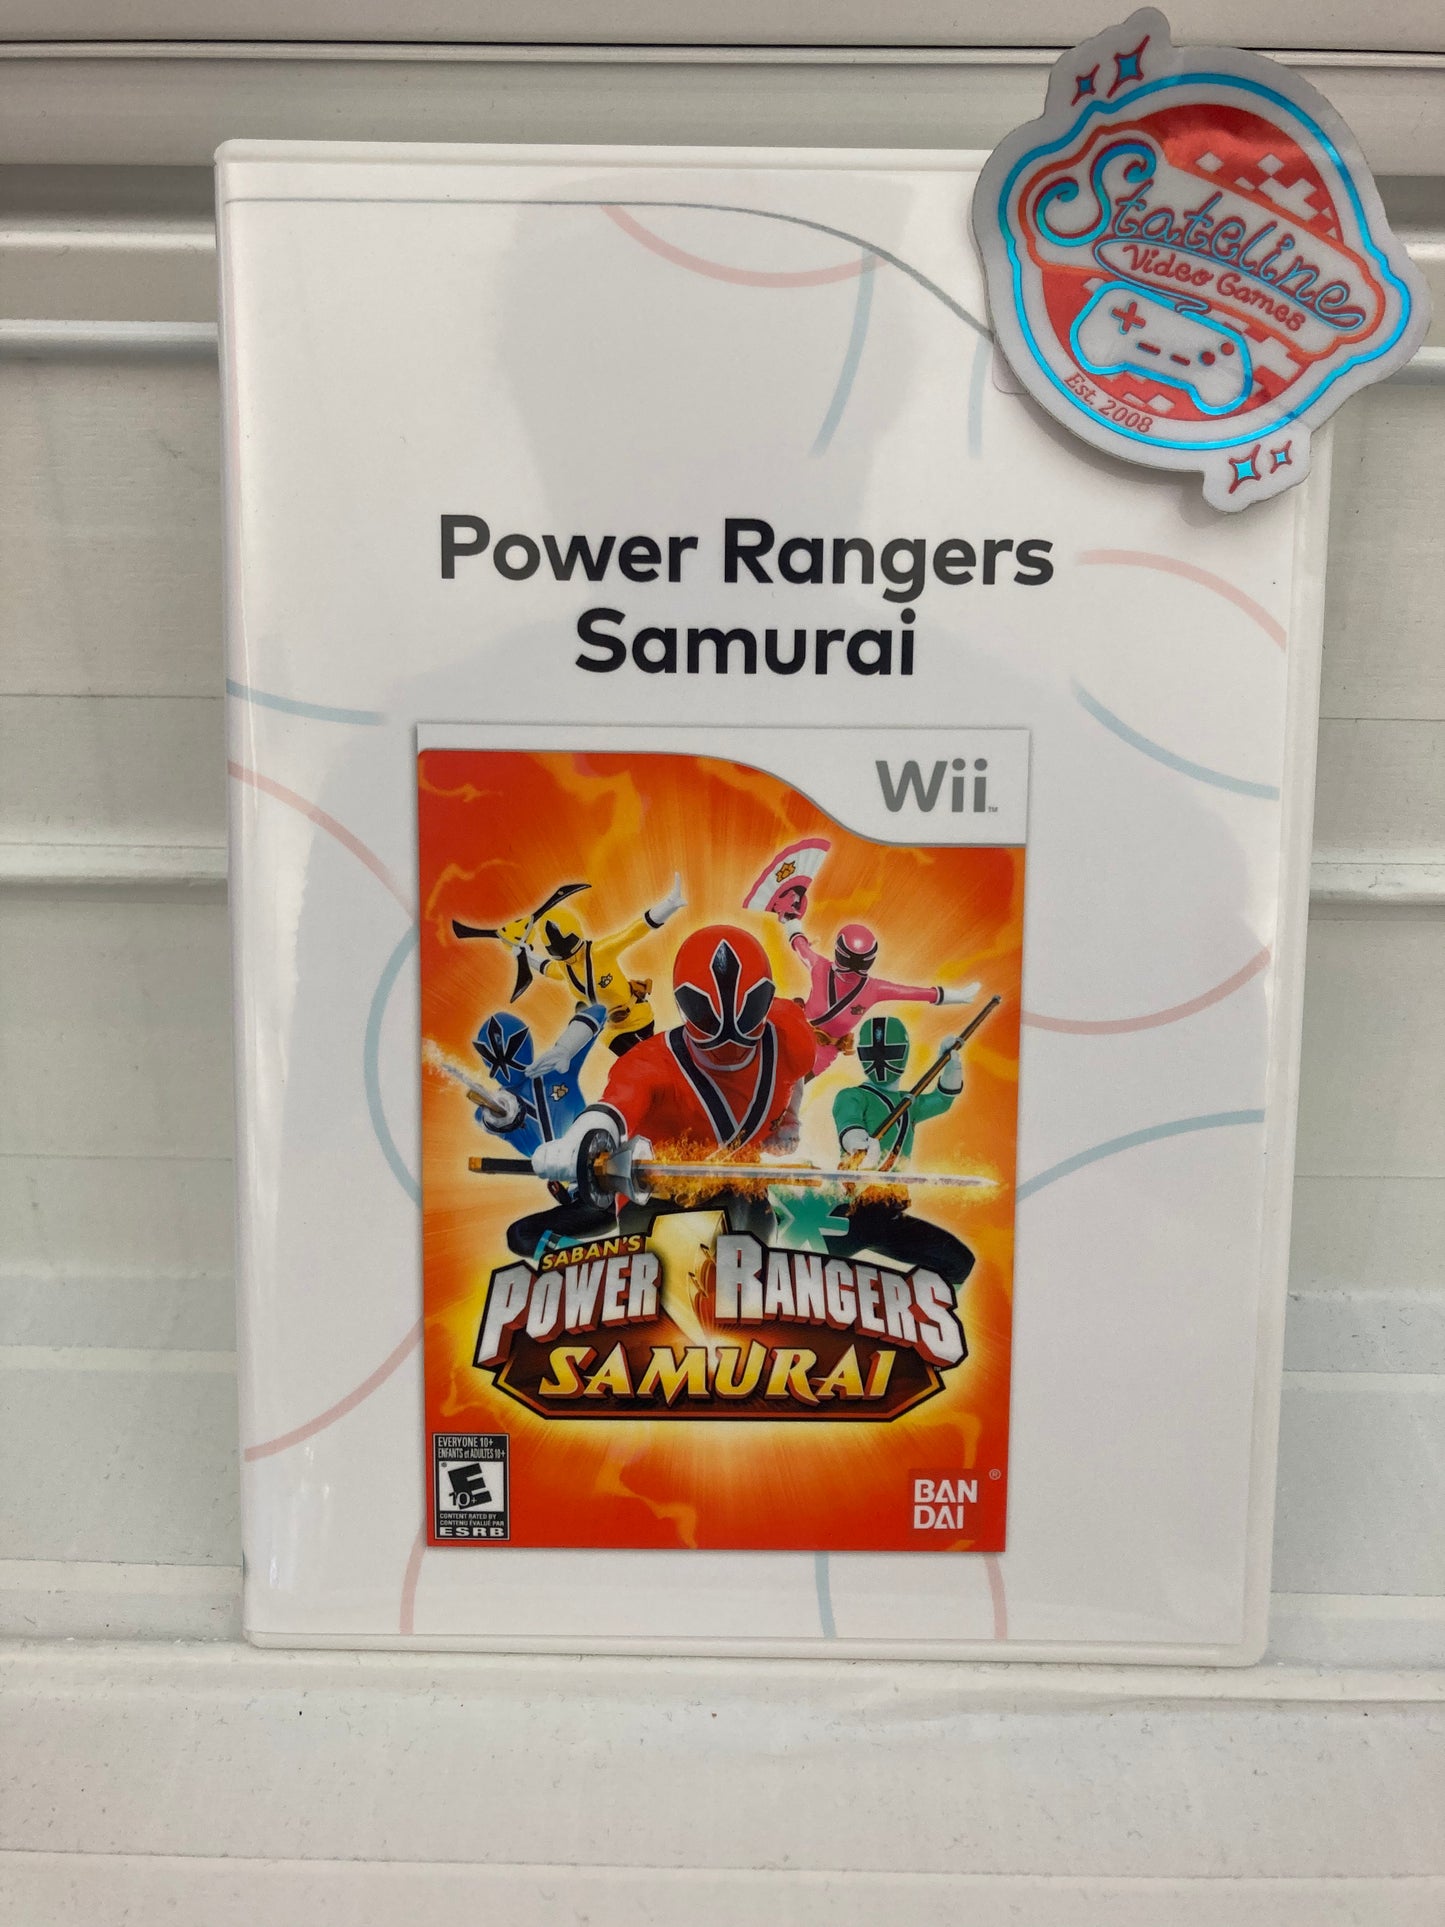 Stateline
Video Games
Est. 2008
Power Rangers
Samurai
Wii™
SABAN'S
POWER RANGERS
SAMURAI
EVERYONE 10+
ENFANTS et ADULTES 10+
E
10+
CONTENT RATED BY
CONTENU ÉVALUÉ PAR
ESRB
BAN
DAI
®